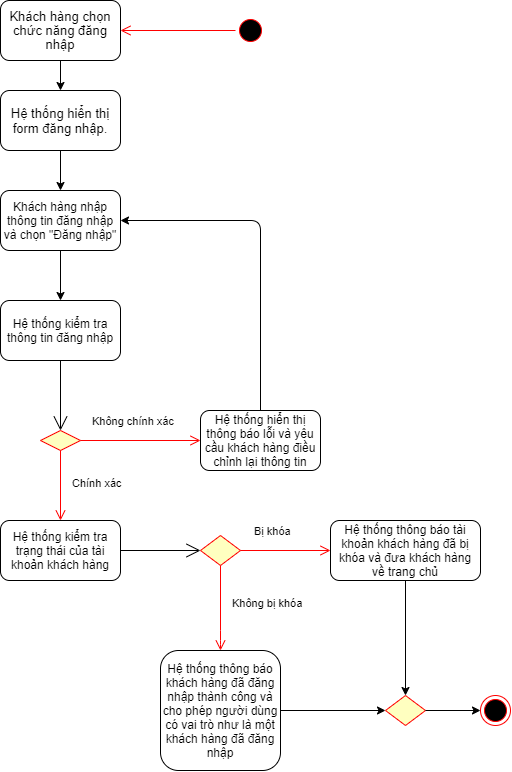 Khách hàng chọn
chức năng đăng
nhập
Hệ thống hiển thị
form đăng nhập.
Khách hàng nhập
thông tin đăng nhập
và chọn "Đăng nhập"
Hệ thống kiểm tra
thông tin đăng nhập
Không chính xác
Hệ thống hiển thị
thông báo lỗi và yêu
cầu khách hàng điều
chỉnh lại thông tin
Chính xác
Hệ thống kiểm tra
trạng thái của tài
khoản khách hàng
Bị khóa
Hệ thống thông báo tài
khoản khách hàng đã bị
khóa và đưa khách hàng
về trang chủ
Không bị khóa
Hệ thống thông báo
khách hàng đã đăng
nhập thành công và
cho phép người dùng
có vai trò như là một
khách hàng đã đăng
nhập